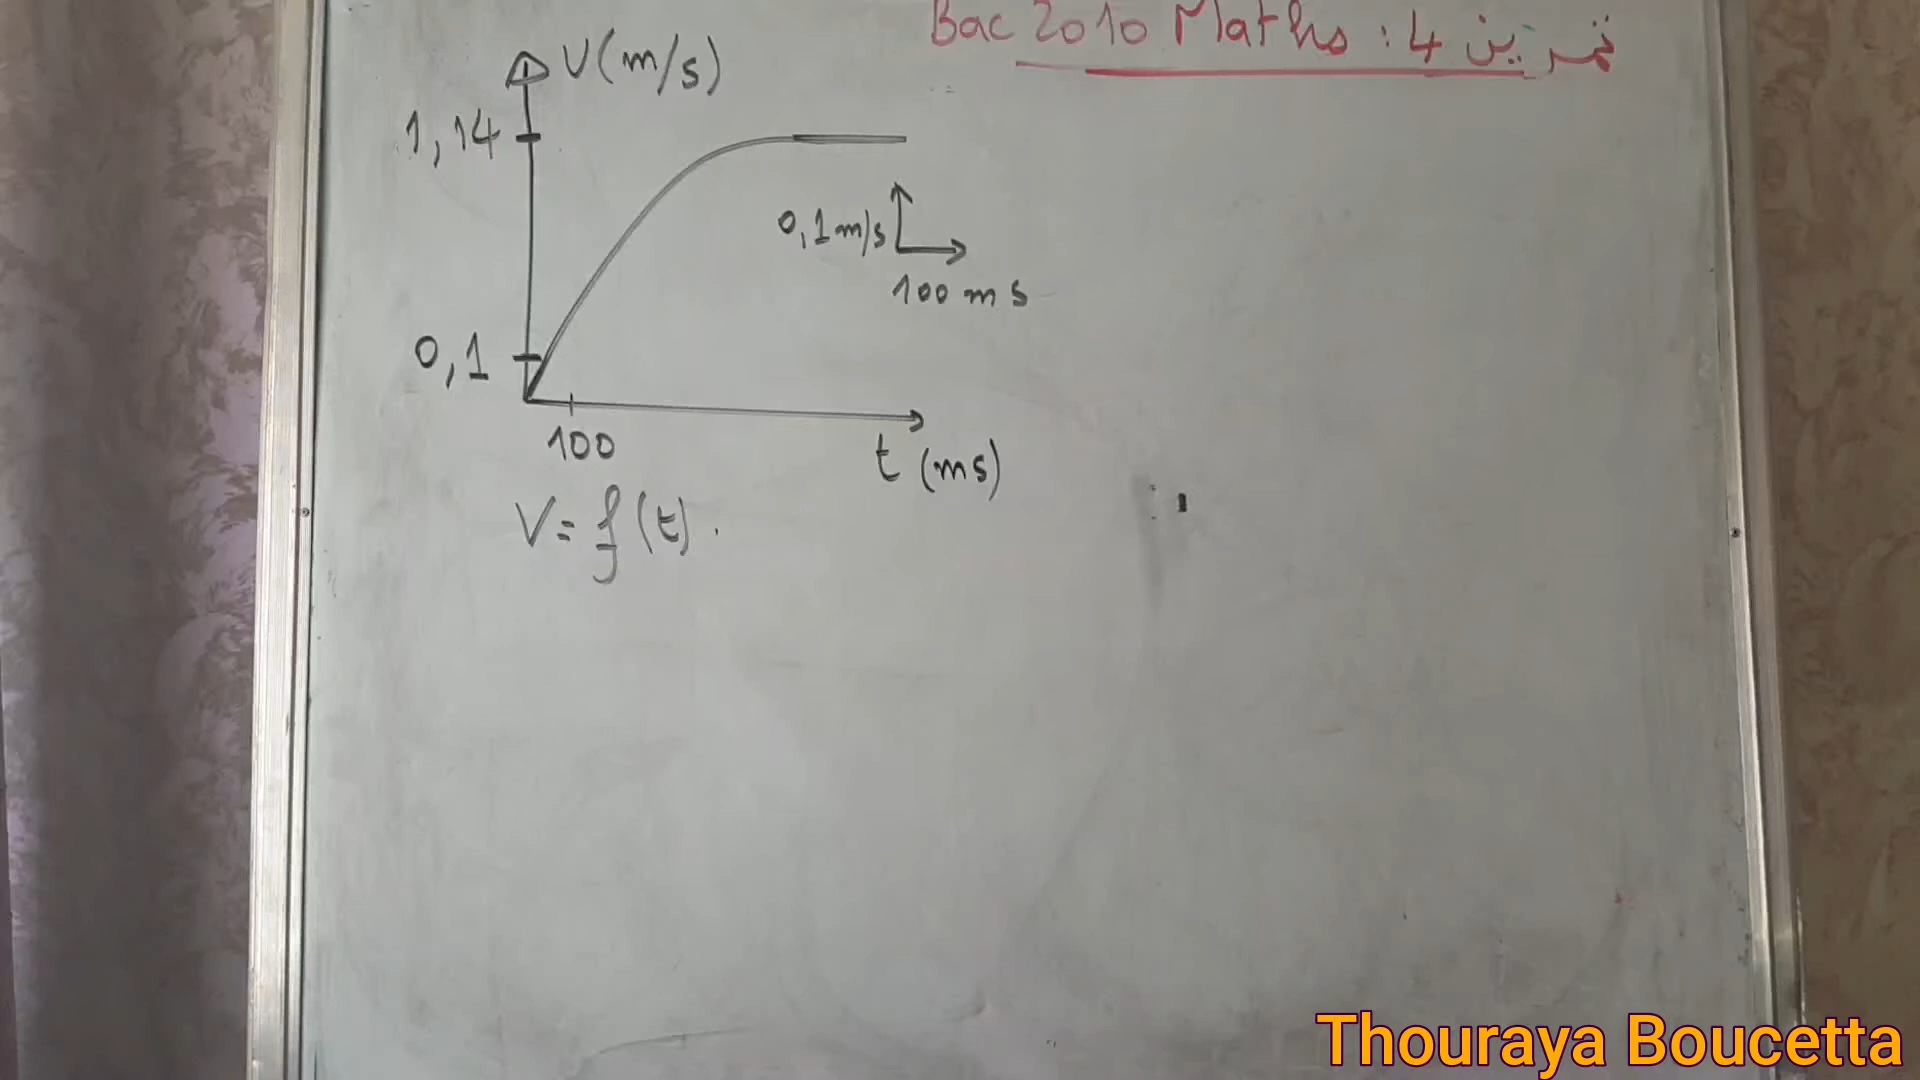 Bac 2010 Maths : 4 تمرين
V(m/s)
1,14
0,1m/s
100 ms
0,1
100
t (ms)
V = f(t).
Thouraya Boucetta